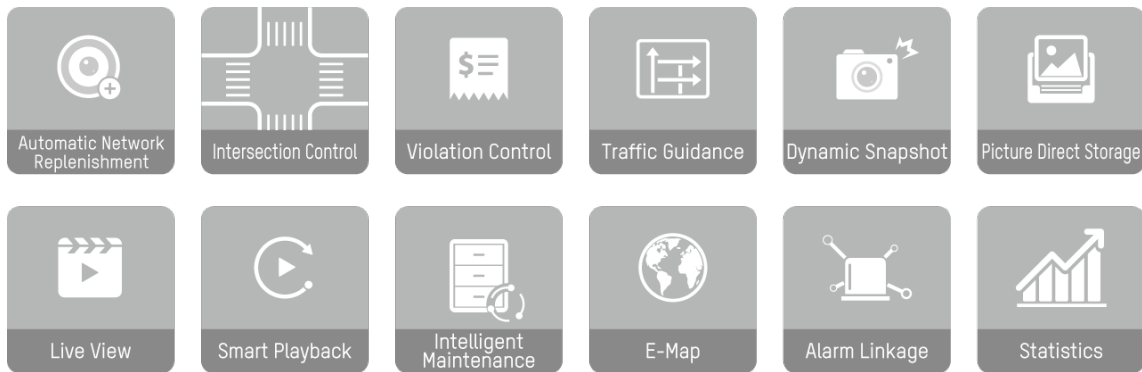 Automatic Network
Replenishment
Intersection Control
$
Violation Control
Traffic Guidance
Dynamic Snapshot
Picture Direct Storage
Live View
Smart Playback
Intelligent
Maintenance
E-Map
Alarm Linkage
Statistics